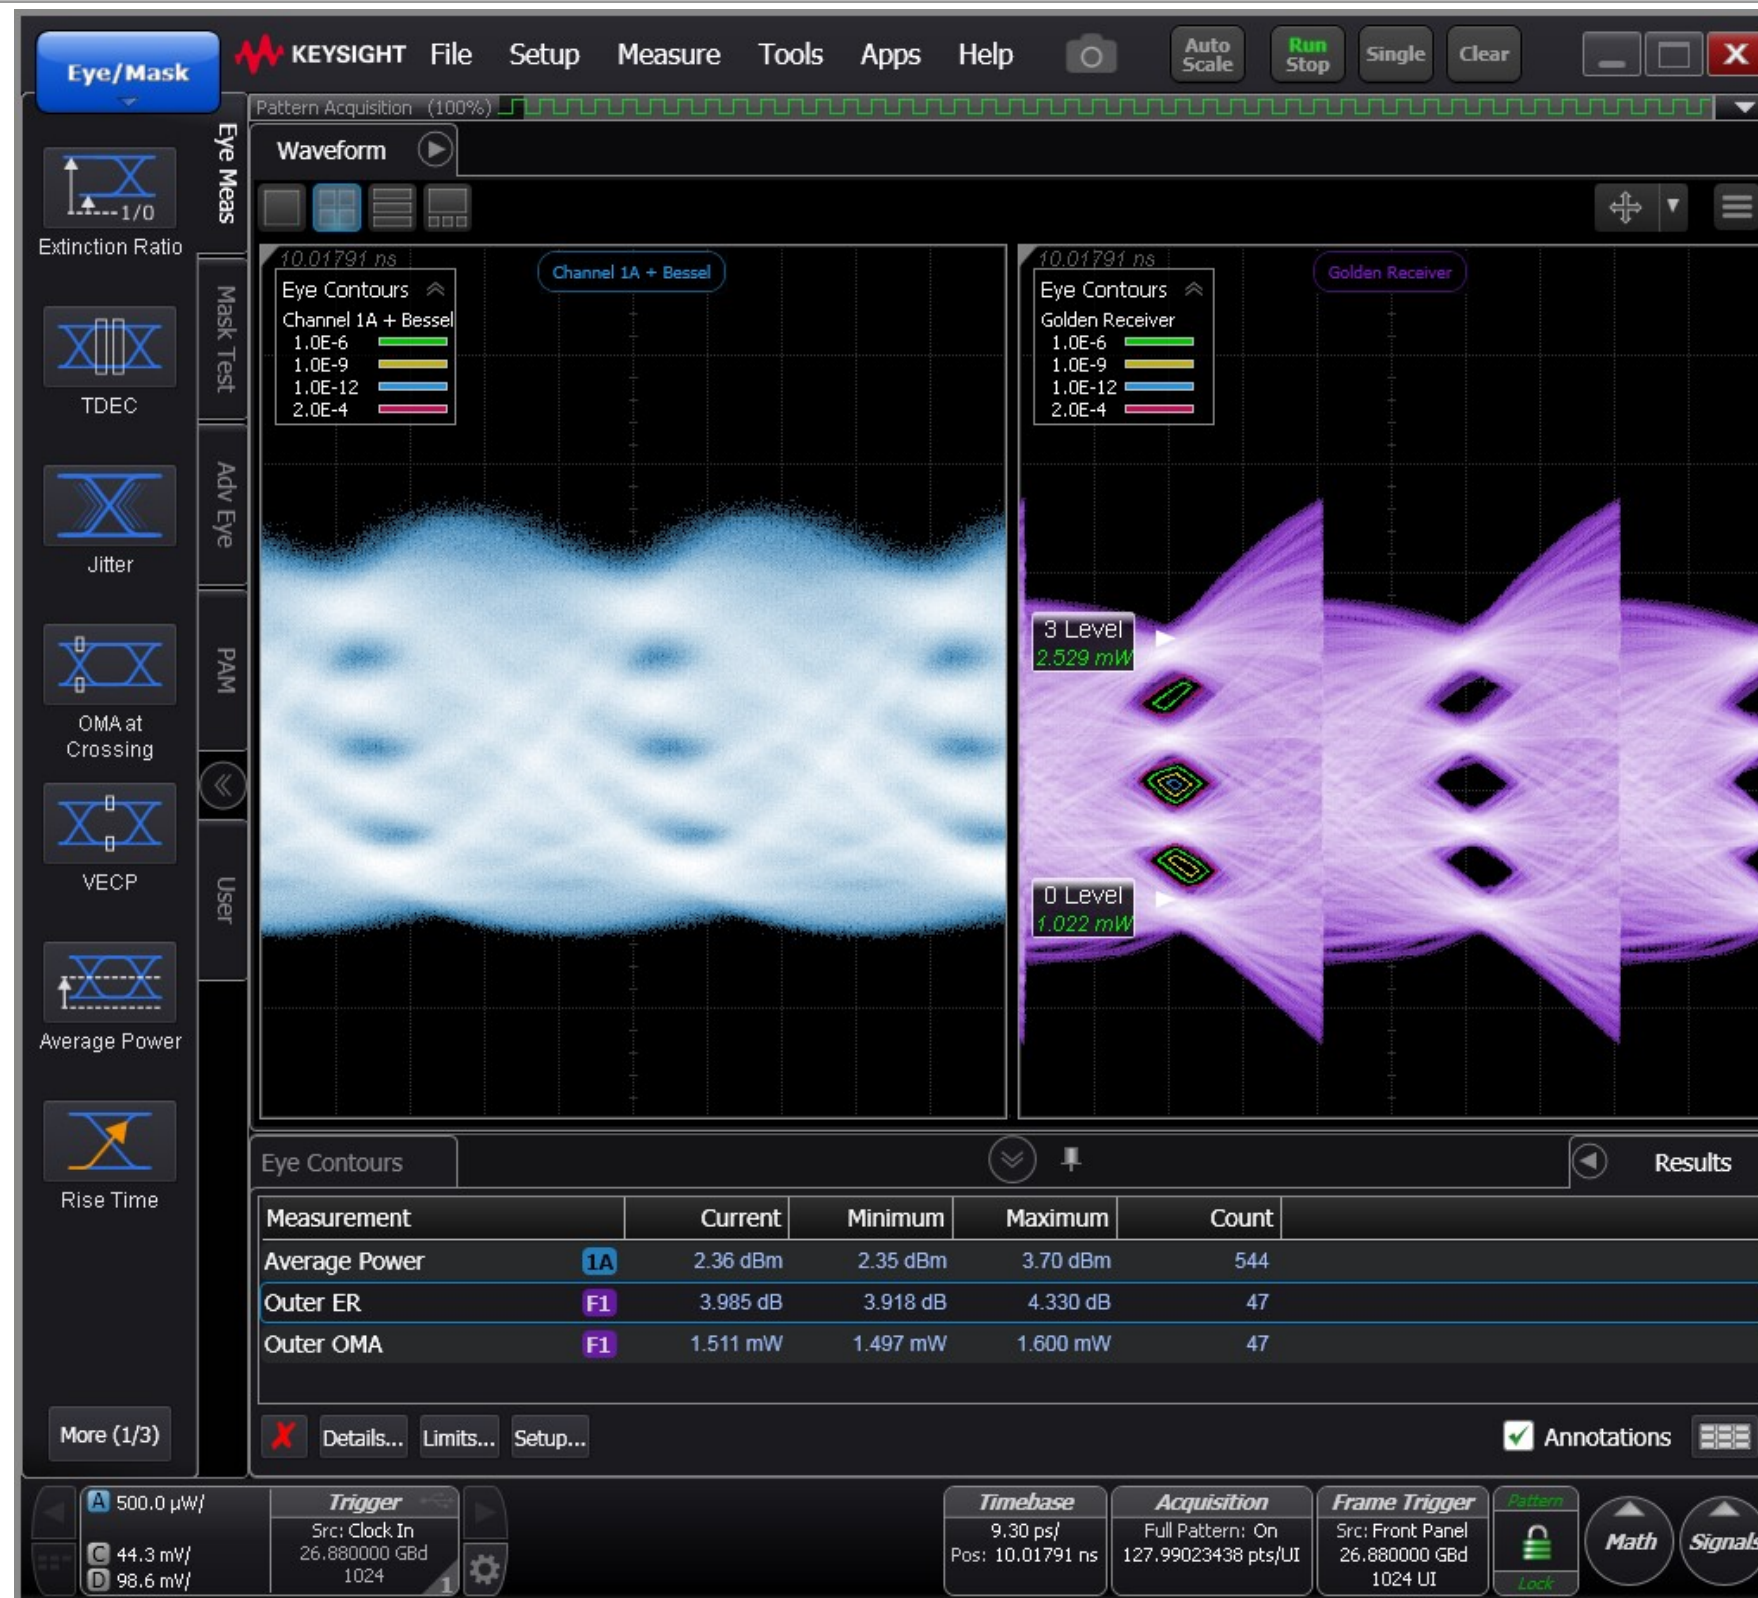 Eye/Mask
KEYSIGHT File Setup Measure Tools Apps Help
Auto Scale
Run Stop
Single
Clear
X
Pattern Acquisition (100%)
Waveform
Eye Meas
Mask Test
Adv Eye
PAM
User
1/0
Extinction Ratio
TDEC
Jitter
OMA at
Crossing
VECP
Average Power
Rise Time
More (1/3)
10.01791 ns
Channel 1A + Bessel
Eye Contours
Channel 1A + Bessel
1.0E-6
1.0E-9
1.0E-12
2.0E-4
10.01791 ns
Golden Receiver
Eye Contours
Golden Receiver
1.0E-6
1.0E-9
1.0E-12
2.0E-4
3 Level
2.529 mW
0 Level
1.022 mW
Eye Contours
Results
Measurement Current Minimum Maximum Count
Average Power 1A 2.36 dBm 2.35 dBm 3.70 dBm 544
Outer ER F1 3.985 dB 3.918 dB 4.330 dB 47
Outer OMA F1 1.511 mW 1.497 mW 1.600 mW 47
Details... Limits... Setup...
Annotations
A 500.0 µW/
C 44.3 mV/
D 98.6 mV/
Trigger
Src: Clock In
26.880000 GBd
1024
1
Timebase
9.30 ps/
Pos: 10.01791 ns
Acquisition
Full Pattern: On
127.99023438 pts/UI
Frame Trigger
Src: Front Panel
26.880000 GBd
1024 UI
Pattern
Lock
Math
Signals